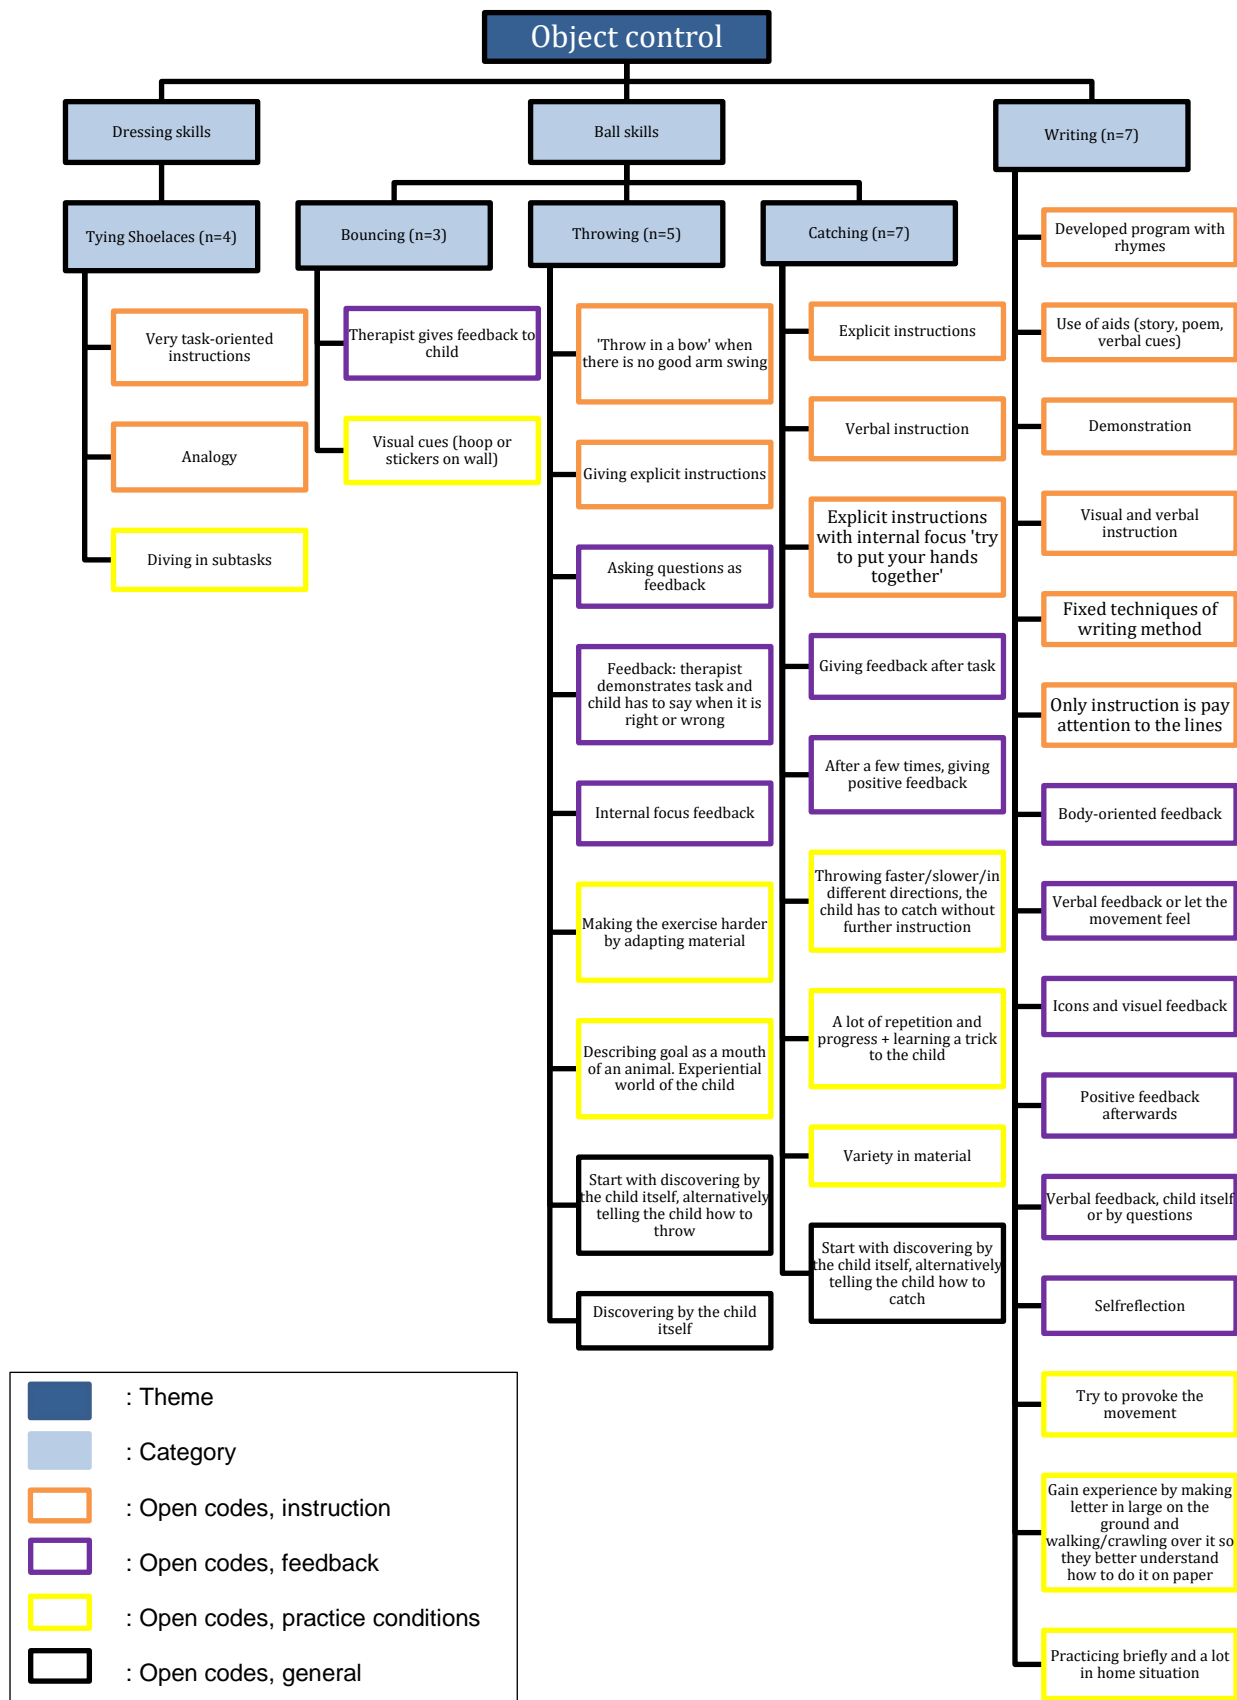 Object control
Dressing skills
Ball skills
Writing (n=7)
Tying Shoelaces (n=4)
Bouncing (n=3)
Throwing (n=5)
Catching (n=7)
Very task-oriented
instructions
Analogy
Diving in subtasks
Therapist gives feedback to
child
Visual cues (hoop or
stickers on wall)
'Throw in a bow' when
there is no good arm swing
Giving explicit instructions
Asking questions as
feedback
Feedback: therapist
demonstrates task and
child has to say when it is
right or wrong
Internal focus feedback
Making the exercise harder
by adapting material
Describing goal as a mouth
of an animal. Experiential
world of the child
Start with discovering by
the child itself, alternatively
telling the child how to
throw
Discovering by the child
itself
Explicit instructions
Verbal instruction
Explicit instructions
with internal focus 'try
to put your hands
together'
Giving feedback after task
After a few times, giving
positive feedback
Throwing faster/slower/in
different directions, the
child has to catch without
further instruction
A lot of repetition and
progress + learning a trick
to the child
Variety in material
Start with discovering by
the child itself, alternatively
telling the child how to
catch
Developed program with
rhymes
Use of aids (story, poem,
verbal cues)
Demonstration
Visual and verbal
instruction
Fixed techniques of
writing method
Only instruction is pay
attention to the lines
Body-oriented feedback
Verbal feedback or let the
movement feel
Icons and visuel feedback
Positive feedback
afterwards
Verbal feedback, child itself
or by questions
Selfreflection
Try to provoke the
movement
Gain experience by making
letter in large on the
ground and
walking/crawling over it so
they better understand
how to do it on paper
Practicing briefly and a lot
in home situation
: Theme
: Category
: Open codes, instruction
: Open codes, feedback
: Open codes, practice conditions
: Open codes, general